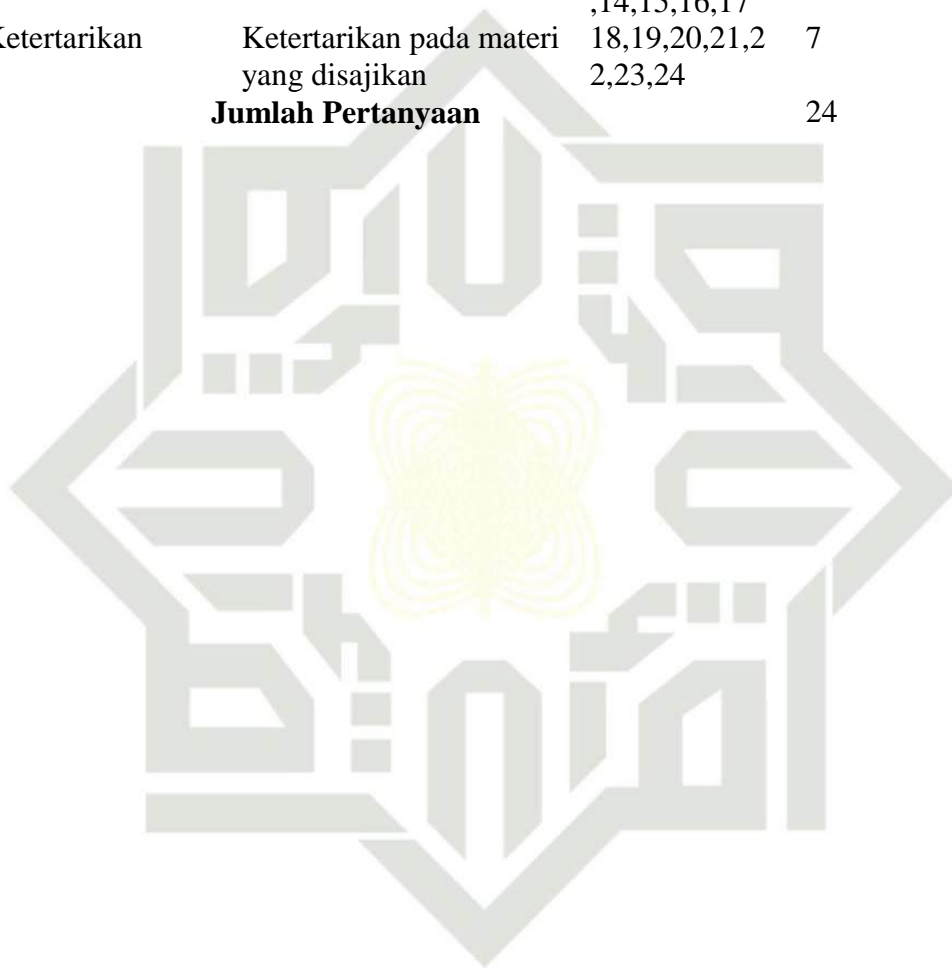 ,14,15,16,17
Ketertarikan Ketertarikan pada materi 18,19,20,21,2 7
yang disajikan 2,23,24
Jumlah Pertanyaan 24